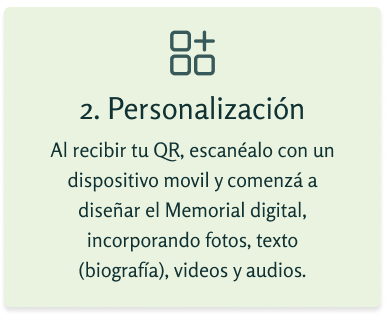 2. Personalización
Al recibir tu QR, escanéalo con un
dispositivo movil y comenzá a
diseñar el Memorial digital,
incorporando fotos, texto
(biografía), videos y audios.